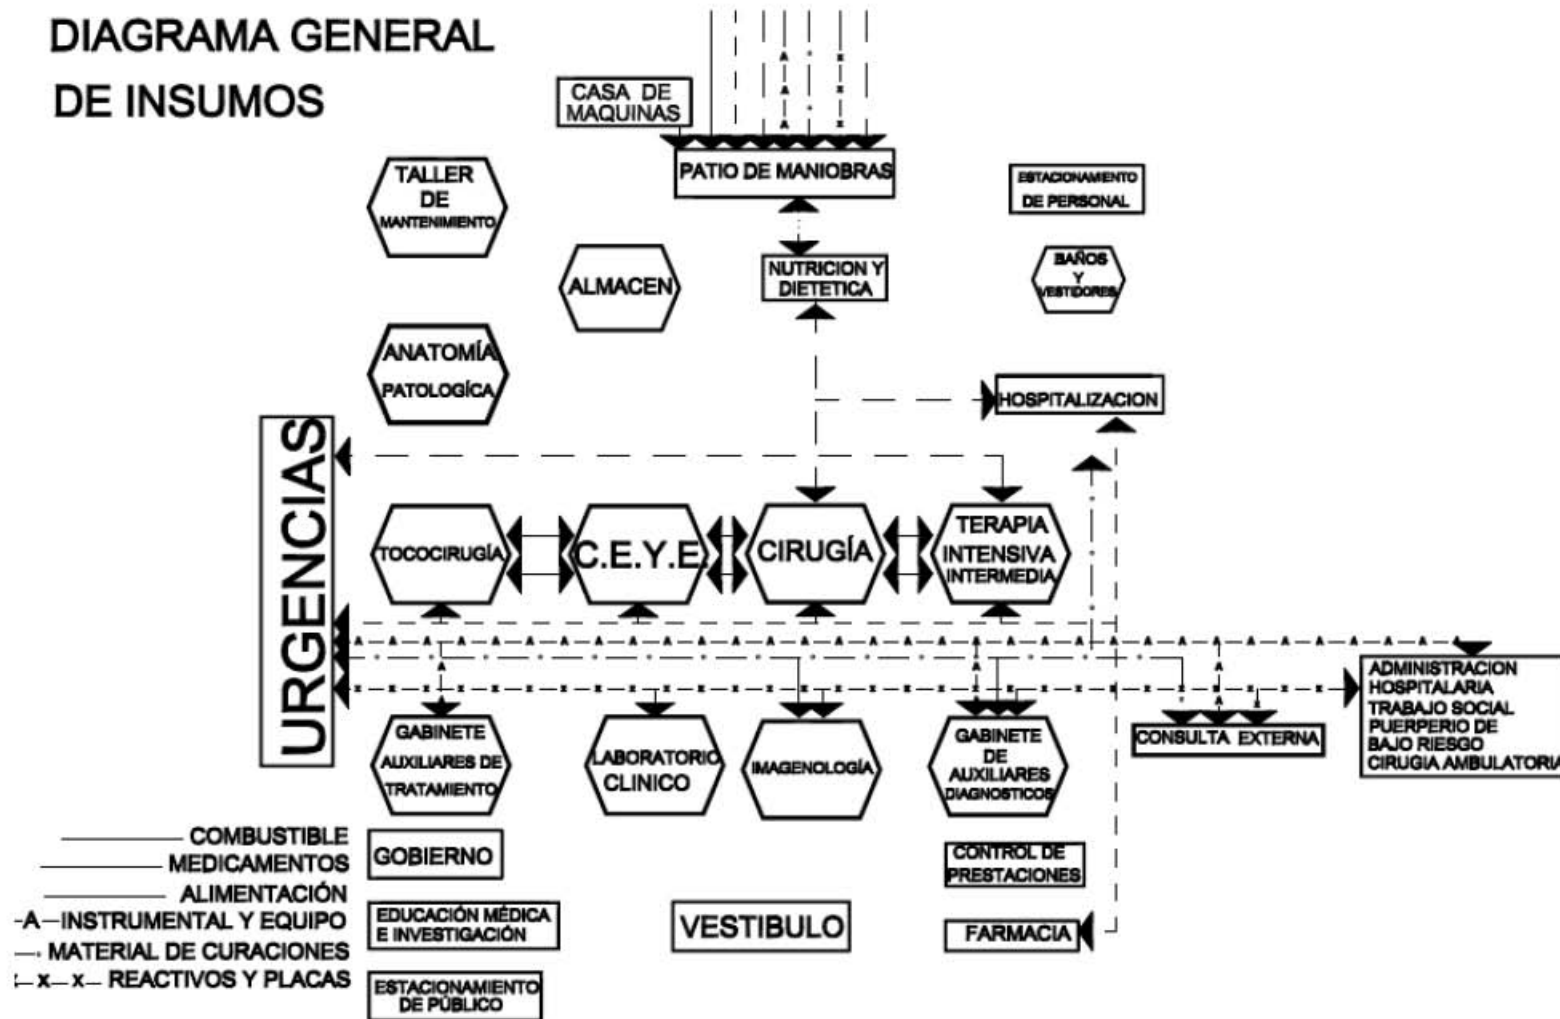 DIAGRAMA GENERAL
DE INSUMOS
CASA DE
MAQUINAS
PATIO DE MANIOBRAS
TALLER
DE
MANTENIMIENTO
ESTACIONAMIENTO
DE PERSONAL
ALMACEN
NUTRICION Y
DIETETICA
BAÑOS
Y
VESTIDORES
ANATOMÍA
PATOLOGÍCA
HOSPITALIZACION
URGENCIAS
TOCOCIRUGÍA
C.E.Y.E.
CIRUGÍA
TERAPIA
INTENSIVA
INTERMEDIA
GABINETE
AUXILIARES DE
TRATAMIENTO
LABORATORIO
CLINICO
IMAGENOLOGÍA
GABINETE
DE
AUXILIARES
DIAGNOSTICOS
CONSULTA EXTERNA
ADMINISTRACION
HOSPITALARIA
TRABAJO SOCIAL
PUERPERIO DE
BAJO RIESGO
CIRUGIA AMBULATORIA
COMBUSTIBLE
MEDICAMENTOS
ALIMENTACIÓN
-A-INSTRUMENTAL Y EQUIPO
MATERIAL DE CURACIONES
x-x- REACTIVOS Y PLACAS
GOBIERNO
EDUCACIÓN MÉDICA
E INVESTIGACIÓN
ESTACIONAMIENTO
DE PÚBLICO
VESTIBULO
CONTROL DE
PRESTACIONES
FARMACIA